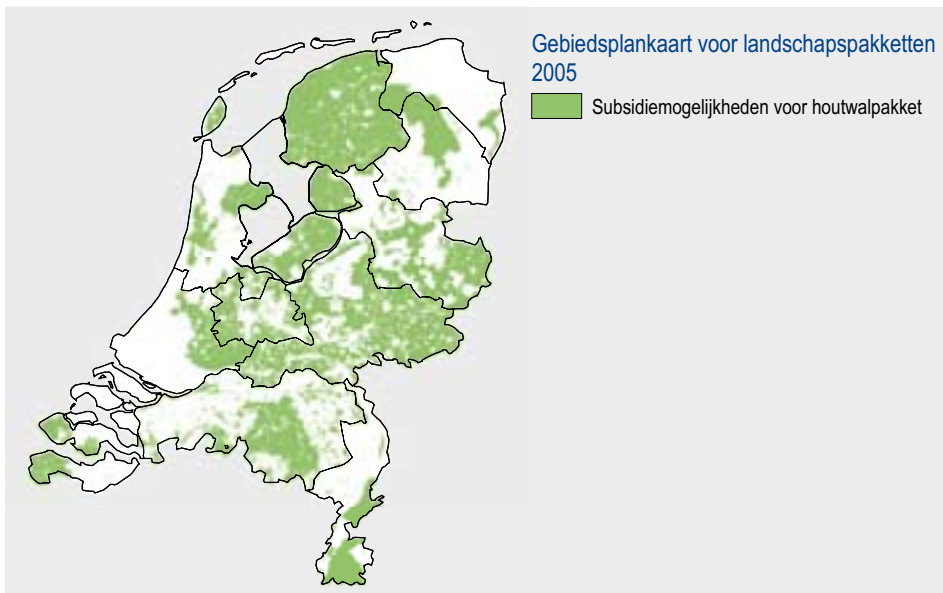 Gebiedsplankaart voor landschapspakketten
2005
Subsidiemogelijkheden voor houtwalpakket